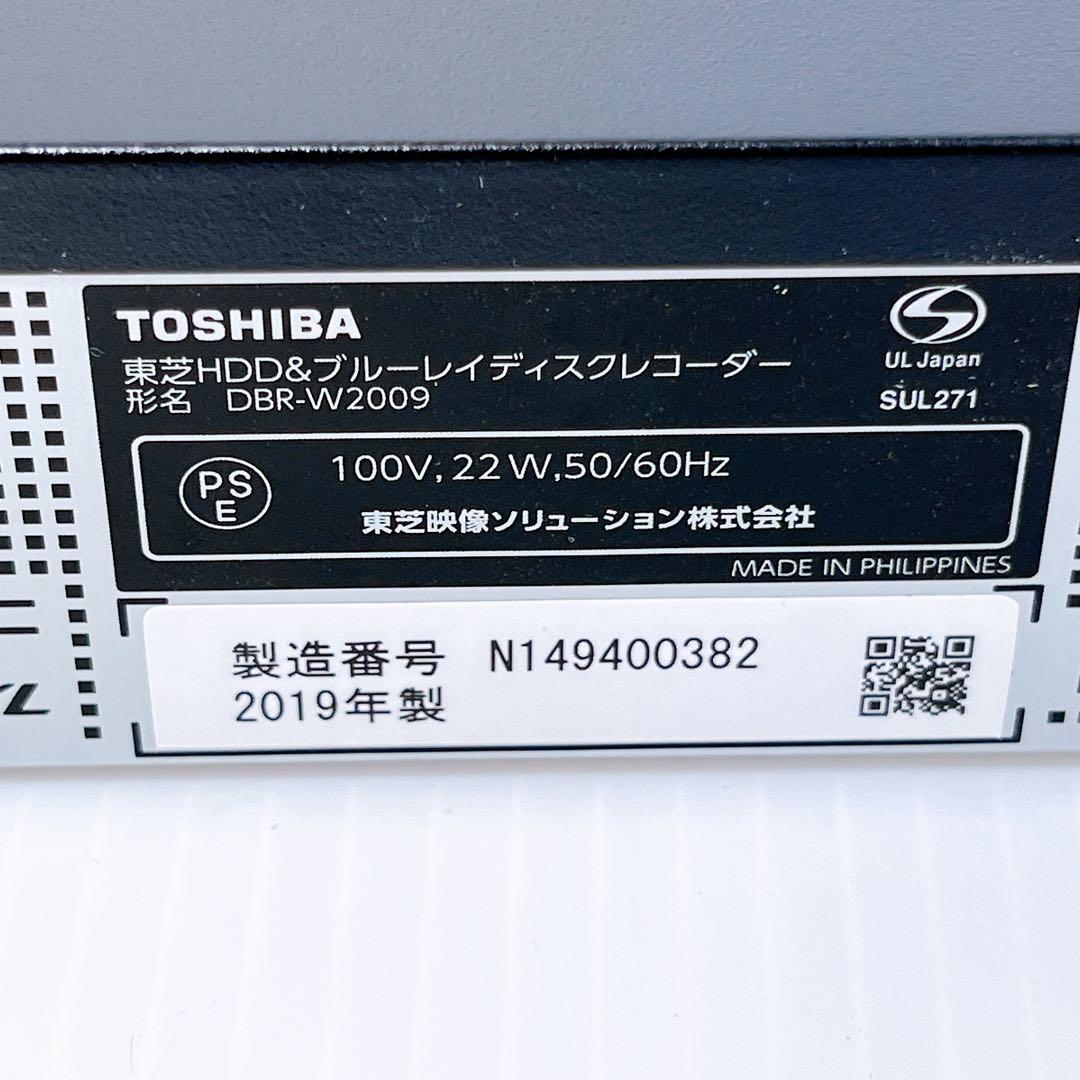 TOSHIBA
東芝HDD&ブルーレイディスクレコーダー
形名 DBR-W2009
UL Japan
SUL271
PS
E
100V, 22W, 50/60Hz
東芝映像ソリューション株式会社
MADE IN PHILIPPINES
製造番号 N149400382
2019年製